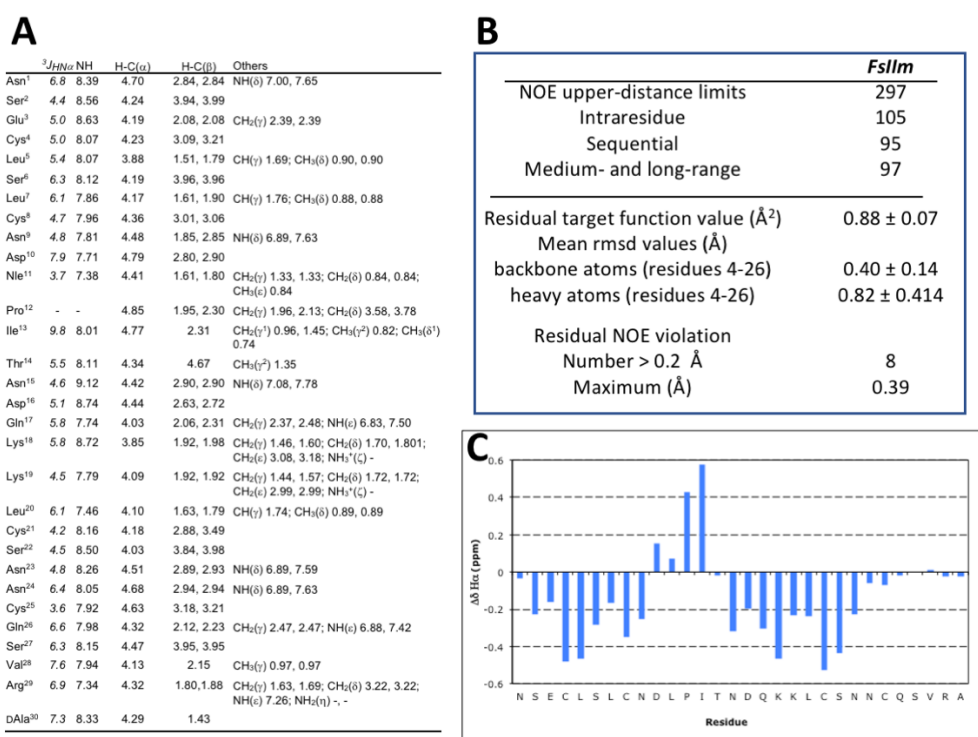 A
³J_HNα NH H-C(α) H-C(β) Others
Asn¹ 6.8 8.39 4.70 2.84, 2.84 NH(δ) 7.00, 7.65
Ser² 4.4 8.56 4.24 3.94, 3.99
Glu³ 5.0 8.63 4.19 2.08, 2.08 CH₂(γ) 2.39, 2.39
Cys⁴ 5.0 8.07 4.23 3.09, 3.21
Leu⁵ 5.4 8.07 3.88 1.51, 1.79 CH(γ) 1.69; CH₃(δ) 0.90, 0.90
Ser⁶ 6.3 8.12 4.19 3.96, 3.96
Leu⁷ 6.1 7.86 4.17 1.61, 1.90 CH(γ) 1.76; CH₃(δ) 0.88, 0.88
Cys⁸ 4.7 7.96 4.36 3.01, 3.06
Asn⁹ 4.8 7.81 4.48 1.85, 2.85 NH(δ) 6.89, 7.63
Asp¹⁰ 7.9 7.71 4.79 2.80, 2.90
Nle¹¹ 3.7 7.38 4.41 1.61, 1.80 CH₂(γ) 1.33, 1.33; CH₂(δ) 0.84, 0.84;
CH₃(ε) 0.84
Pro¹² - - 4.85 1.95, 2.30 CH₂(γ) 1.96, 2.13; CH₂(δ) 3.58, 3.78
Ile¹³ 9.8 8.01 4.77 2.31 CH₂(γ¹) 0.96, 1.45; CH₃(γ²) 0.82; CH₃(δ¹)
0.74
Thr¹⁴ 5.5 8.11 4.34 4.67 CH₃(γ²) 1.35
Asn¹⁵ 4.6 9.12 4.42 2.90, 2.90 NH(δ) 7.08, 7.78
Asp¹⁶ 5.1 8.74 4.44 2.63, 2.72
Gln¹⁷ 5.8 7.74 4.03 2.06, 2.31 CH₂(γ) 2.37, 2.48; NH(ε) 6.83, 7.50
Lys¹⁸ 5.8 8.72 3.85 1.92, 1.98 CH₂(γ) 1.46, 1.60; CH₂(δ) 1.70, 1.801;
CH₂(ε) 3.08, 3.18; NH₃⁺(ζ) -
Lys¹⁹ 4.5 7.79 4.09 1.92, 1.92 CH₂(γ) 1.44, 1.57; CH₂(δ) 1.72, 1.72;
CH₂(ε) 2.99, 2.99; NH₃⁺(ζ) -
Leu²⁰ 6.1 7.46 4.10 1.63, 1.79 CH(γ) 1.74; CH₃(δ) 0.89, 0.89
Cys²¹ 4.2 8.16 4.18 2.88, 3.49
Ser²² 4.5 8.50 4.03 3.84, 3.98
Asn²³ 4.8 8.26 4.51 2.89, 2.93 NH(δ) 6.89, 7.59
Asn²⁴ 6.4 8.05 4.68 2.94, 2.94 NH(δ) 6.89, 7.63
Cys²⁵ 3.6 7.92 4.63 3.18, 3.21
Gln²⁶ 6.6 7.98 4.32 2.12, 2.23 CH₂(γ) 2.47, 2.47; NH(ε) 6.88, 7.42
Ser²⁷ 6.3 8.15 4.47 3.95, 3.95
Val²⁸ 7.6 7.94 4.13 2.15 CH₃(γ) 0.97, 0.97
Arg²⁹ 6.9 7.34 4.32 1.80,1.88 CH₂(γ) 1.63, 1.69; CH₂(δ) 3.22, 3.22;
NH(ε) 7.26; NH₂(η) -, -
DAla³⁰ 7.3 8.33 4.29 1.43
B
FsIIm
NOE upper-distance limits 297
Intraresidue 105
Sequential 95
Medium- and long-range 97
Residual target function value (Å²) 0.88 ± 0.07
Mean rmsd values (Å)
backbone atoms (residues 4-26) 0.40 ± 0.14
heavy atoms (residues 4-26) 0.82 ± 0.414
Residual NOE violation
Number > 0.2 Å 8
Maximum (Å) 0.39
C
0.6
0.4
0.2
0
-0.2
-0.4
-0.6
Δδ Hα (ppm)
N S E C L S L C N D L P I T N D Q K K L C S N N C Q S V R A
Residue